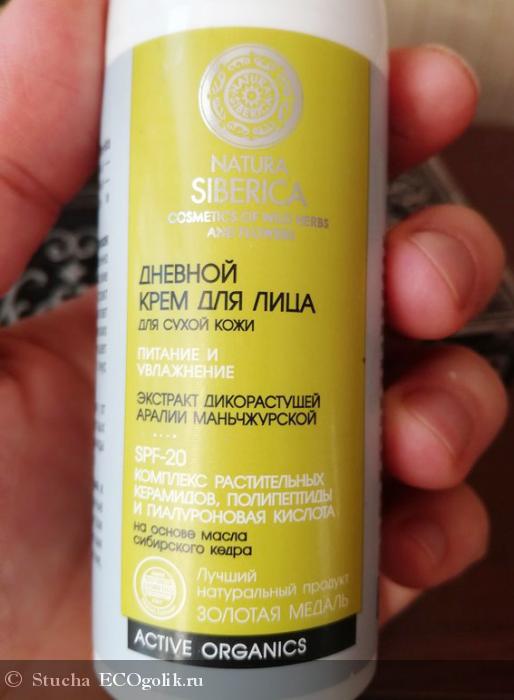 NATURA SIBERICA
NATURA
SIBERICA
COSMETICS OF WILD HERBS
AND FLOWERS
ДНЕВНОЙ
КРЕМ ДЛЯ ЛИЦА
ДЛЯ СУХОЙ КОЖИ
ПИТАНИЕ И
УВЛАЖНЕНИЕ
ЭКСТРАКТ ДИКОРАСТУЩЕЙ
АРАЛИИ МАНЬЧЖУРСКОЙ
SPF-20
КОМПЛЕКС РАСТИТЕЛЬНЫХ
КЕРАМИДОВ, ПОЛИПЕПТИДЫ
И ГИАЛУРОНОВАЯ КИСЛОТА
на основе масла
сибирского кедра
Лучший
натуральный продукт
ЗОЛОТАЯ МЕДАЛЬ
ACTIVE ORGANICS
© Stucha ECOgolik.ru